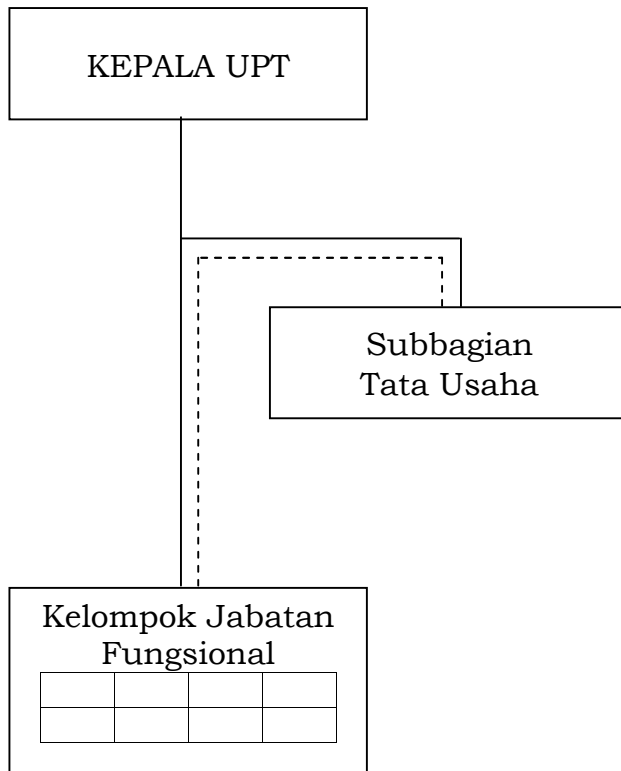 KEPALA UPT
Subbagian
Tata Usaha
Kelompok Jabatan
Fungsional